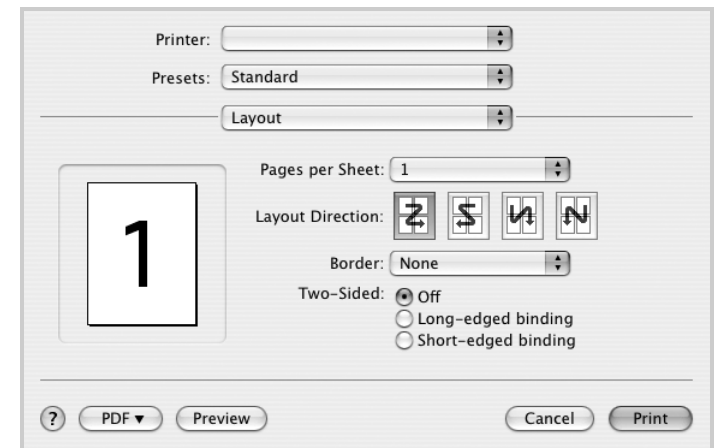 Printer:
Presets: Standard
Layout
Pages per Sheet: 1
Layout Direction:
Border: None
Two-Sided: Off
Long-edged binding
Short-edged binding
1
? PDF▼ Preview Cancel Print